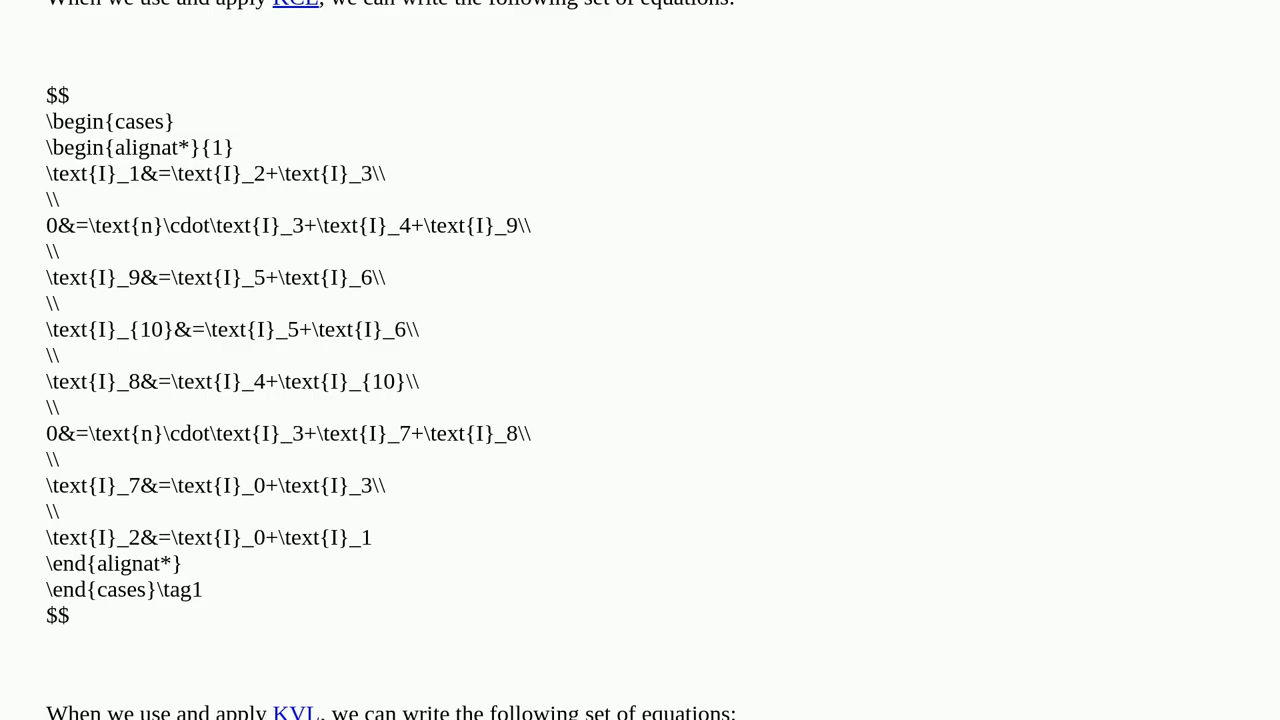 When we use and apply KCL, we can write the following set of equations:
$$
\begin{cases}
\begin{alignat*}{1}
\text{I}_1&=\text{I}_2+\text{I}_3\\
\\
0&=\text{n}\cdot\text{I}_3+\text{I}_4+\text{I}_9\\
\\
\text{I}_9&=\text{I}_5+\text{I}_6\\
\\
\text{I}_{10}&=\text{I}_5+\text{I}_6\\
\\
\text{I}_8&=\text{I}_4+\text{I}_{10}\\
\\
0&=\text{n}\cdot\text{I}_3+\text{I}_7+\text{I}_8\\
\\
\text{I}_7&=\text{I}_0+\text{I}_3\\
\\
\text{I}_2&=\text{I}_0+\text{I}_1
\end{alignat*}
\end{cases}\tag1
$$
When we use and apply KVL, we can write the following set of equations: